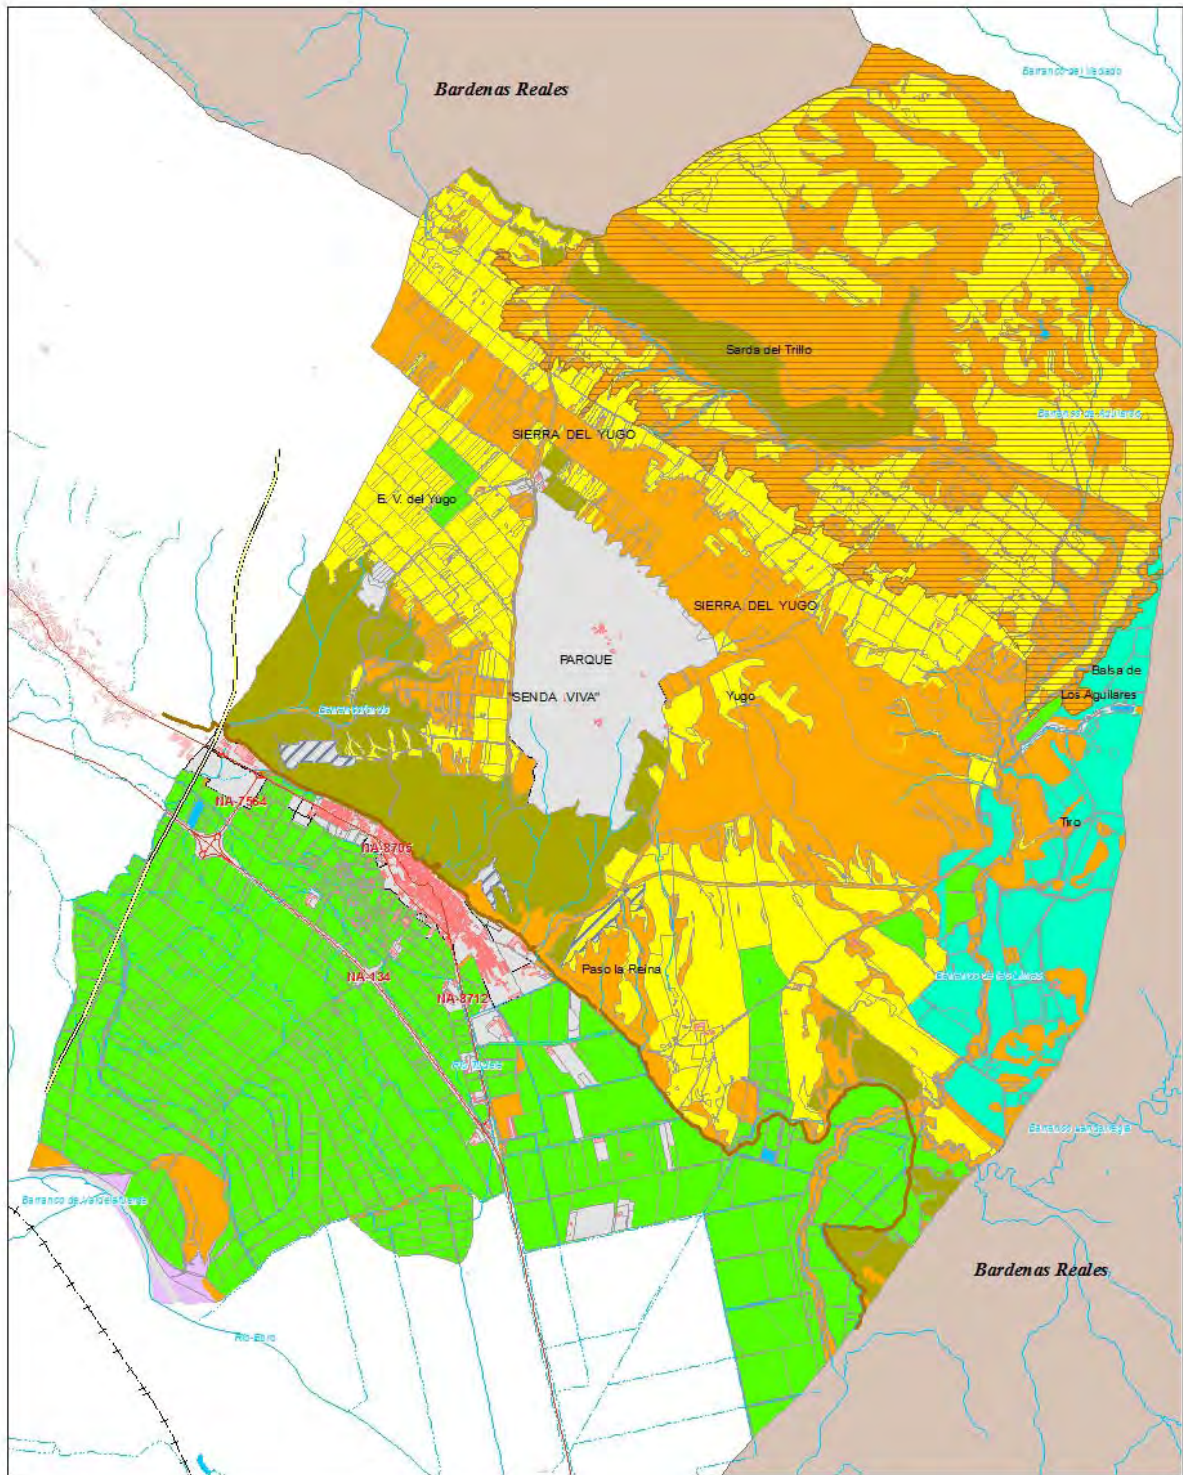 Bardenas Reales
Barranco del Vedado
Sarda del Trillo
SIERRA DEL YUGO
E. V. del Yugo
SIERRA DEL YUGO
PARQUE
"SENDA VIVA"
Yugo
Balsa de
Los Aguilares
Tiro
NA-7564
NA-8705
Paso la Reina
NA-134
NA-8712
Barranco de Valdelafuente
Bardenas Reales
Río Ebro